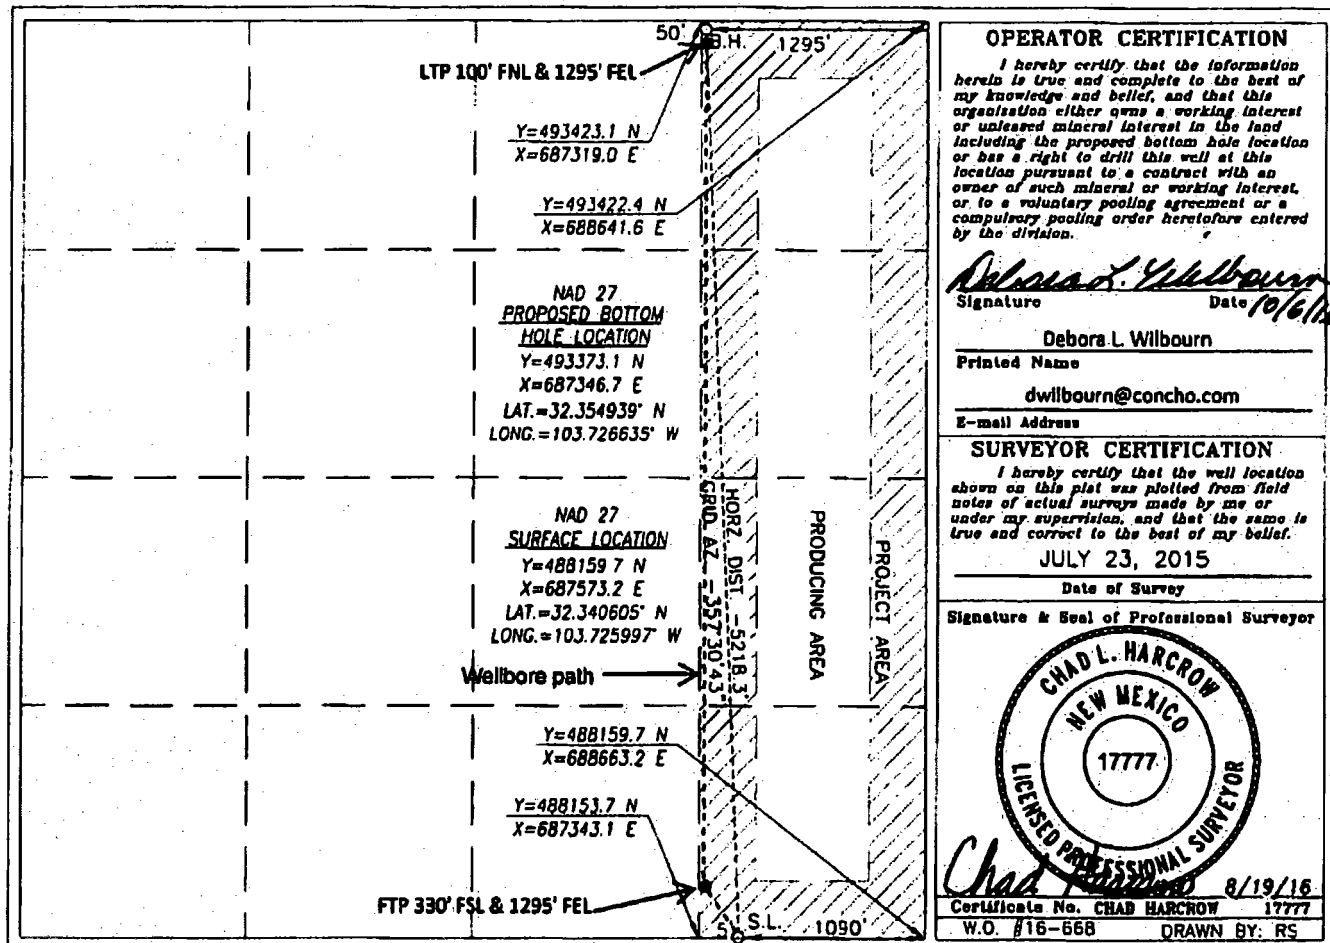 50'
B.H.
1295'
LTP 100' FNL & 1295' FEL
Y=493423.1 N
X=687319.0 E
Y=493422.4 N
X=688641.6 E
NAD 27
PROPOSED BOTTOM
HOLE LOCATION
Y=493373.1 N
X=687346.7 E
LAT.=32.354939° N
LONG.=103.726635° W
NAD 27
SURFACE LOCATION
Y=488159.7 N
X=687573.2 E
LAT.=32.340605° N
LONG.=103.725997° W
GRID AZ.-357°30'43"
HORZ. DIST.-5218.3'
PRODUCING AREA
PROJECT AREA
Wellbore path
Y=488159.7 N
X=688663.2 E
Y=488153.7 N
X=687343.1 E
FTP 330' FSL & 1295' FEL
5'
S.L.
1090'
OPERATOR CERTIFICATION
I hereby certify that the information
herein is true and complete to the best of
my knowledge and belief, and that this
organization either owns a working interest
or unleased mineral interest in the land
including the proposed bottom hole location
or has a right to drill this well at this
location pursuant to a contract with an
owner of such mineral or working interest,
or to a voluntary pooling agreement or a
compulsory pooling order heretofore entered
by the division.
Debora L. Wilbourn
Signature Date 10/6/16
Debora L. Wilbourn
Printed Name
dwilbourn@concho.com
E-mail Address
SURVEYOR CERTIFICATION
I hereby certify that the well location
shown on this plat was plotted from field
notes of actual surveys made by me or
under my supervision, and that the same is
true and correct to the best of my belief.
JULY 23, 2015
Date of Survey
Signature & Seal of Professional Surveyor
CHAD L. HARCROW
NEW MEXICO
17777
LICENSED PROFESSSIONAL SURVEYOR
Chad Harcrow 8/19/16
Certificate No. CHAD HARCROW 17777
W.O. #16-668 DRAWN BY: RS